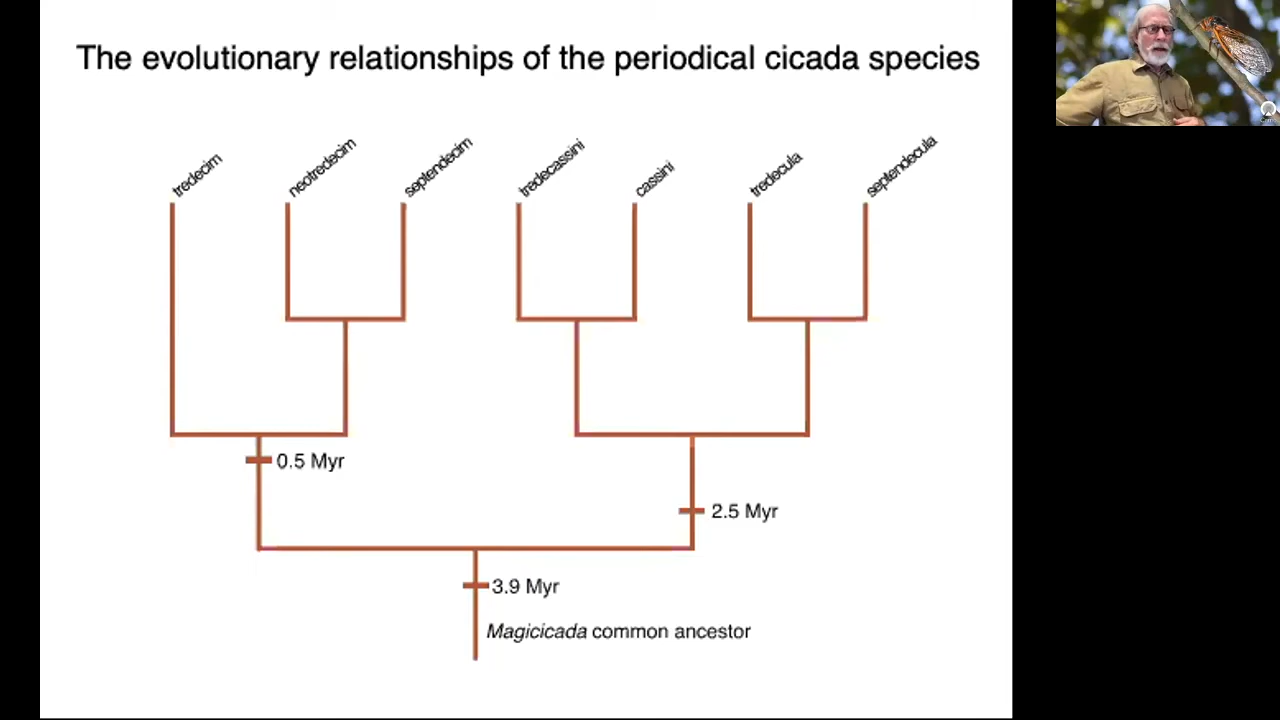 The evolutionary relationships of the periodical cicada species
tredecim
neotredecim
septendecim
tredecassini
cassini
tredecula
septendecula
0.5 Myr
2.5 Myr
3.9 Myr
Magicicada common ancestor